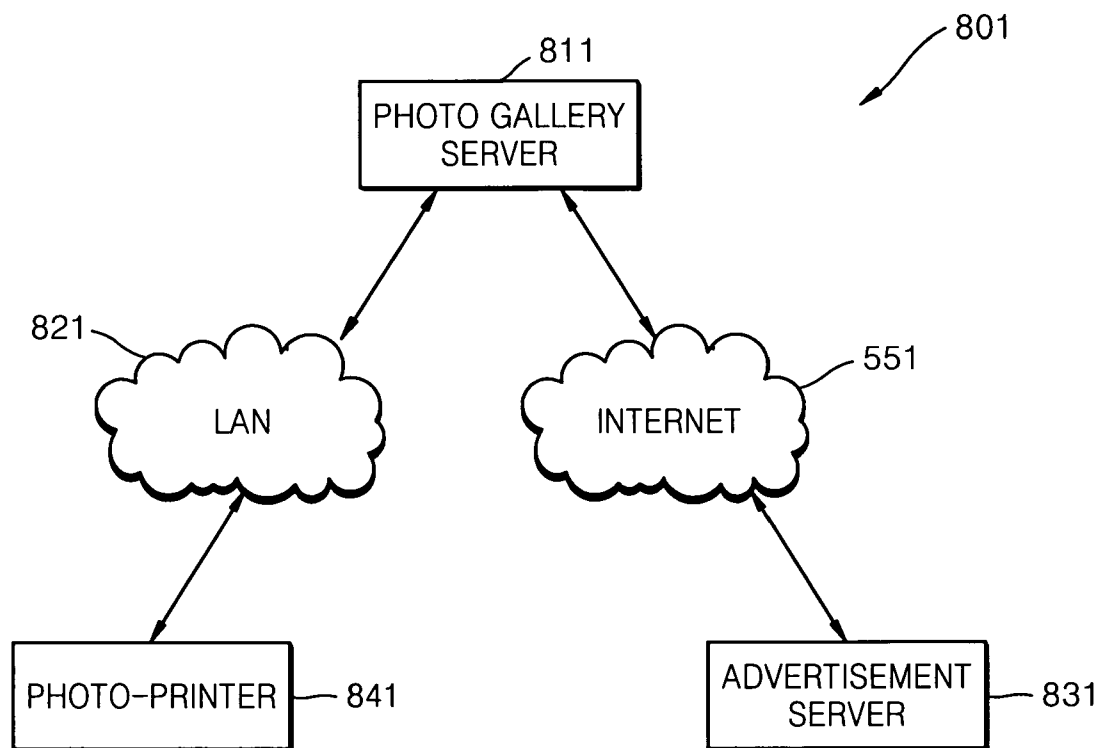 801
811
PHOTO GALLERY
SERVER
821
LAN
INTERNET
551
PHOTO-PRINTER
841
ADVERTISEMENT
SERVER
831